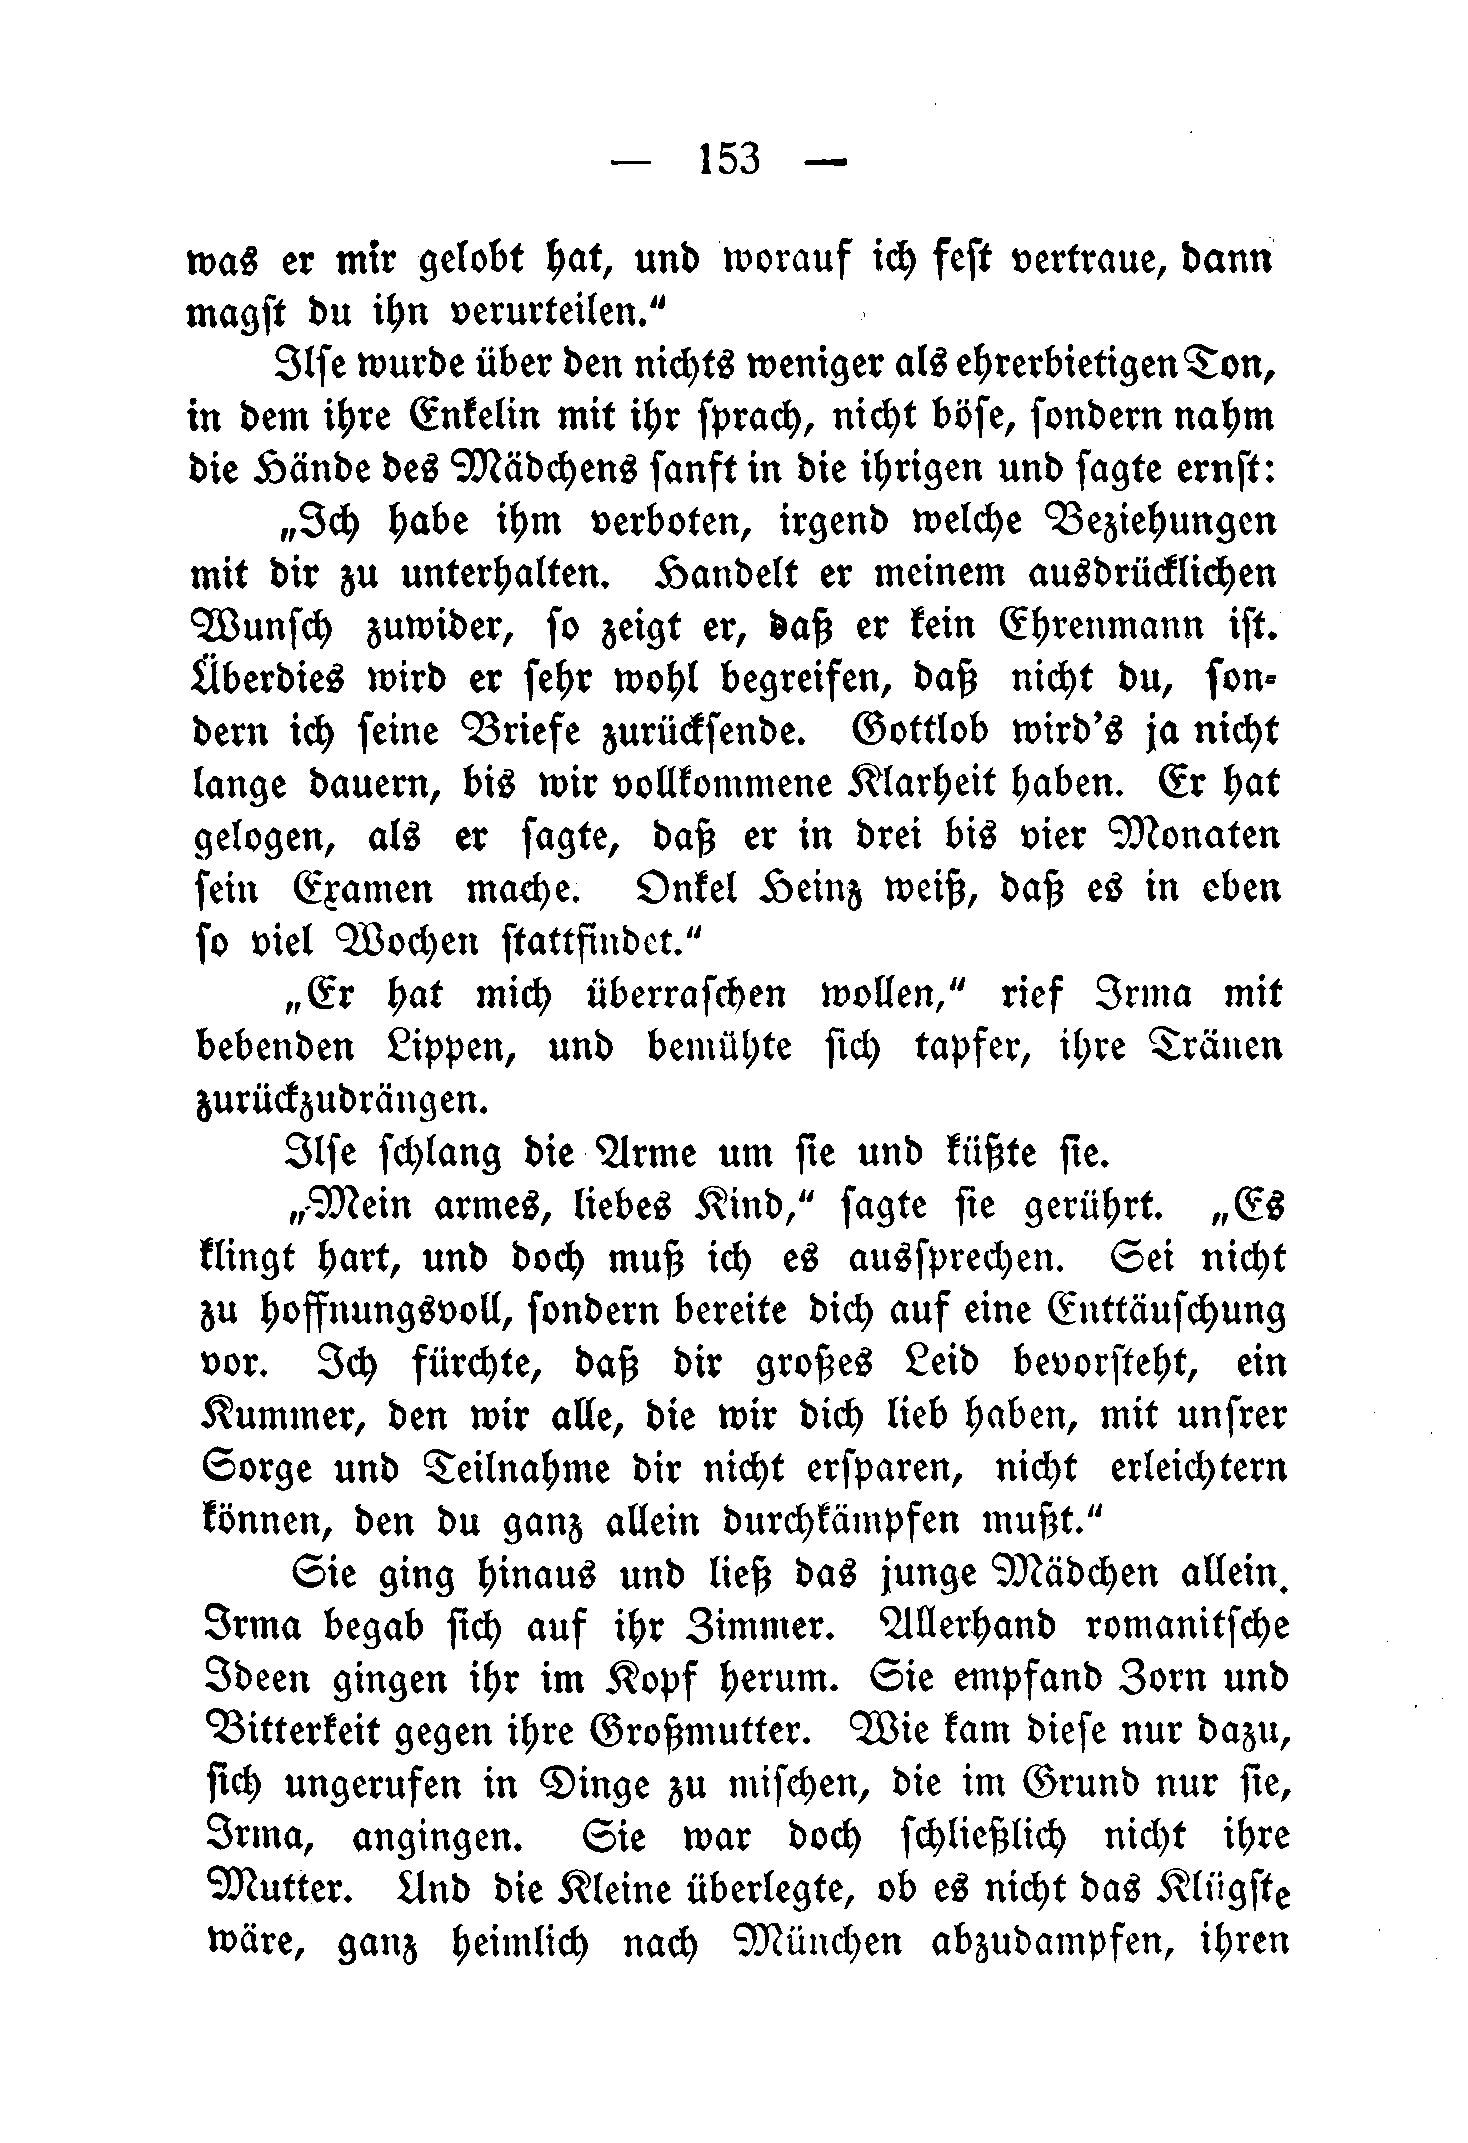 — 153 —
was er mir gelobt hat, und worauf ich fest vertraue, dann
magst du ihn verurteilen.“
Ilse wurde über den nichts weniger als ehrerbietigen Ton,
in dem ihre Enkelin mit ihr sprach, nicht böse, sondern nahm
die Hände des Mädchens sanft in die ihrigen und sagte ernst:
„Ich habe ihm verboten, irgend welche Beziehungen
mit dir zu unterhalten. Handelt er meinem ausdrücklichen
Wunsch zuwider, so zeigt er, daß er kein Ehrenmann ist.
Überdies wird er sehr wohl begreifen, daß nicht du, son-
dern ich seine Briefe zurücksende. Gottlob wird's ja nicht
lange dauern, bis wir vollkommene Klarheit haben. Er hat
gelogen, als er sagte, daß er in drei bis vier Monaten
sein Examen mache. Onkel Heinz weiß, daß es in eben
so viel Wochen stattfindet.“
„Er hat mich überraschen wollen,“ rief Irma mit
bebenden Lippen, und bemühte sich tapfer, ihre Tränen
zurückzudrängen.
Ilse schlang die Arme um sie und küßte sie.
„Mein armes, liebes Kind,“ sagte sie gerührt. „Es
klingt hart, und doch muß ich es aussprechen. Sei nicht
zu hoffnungsvoll, sondern bereite dich auf eine Enttäuschung
vor. Ich fürchte, daß dir großes Leid bevorsteht, ein
Kummer, den wir alle, die wir dich lieb haben, mit unsrer
Sorge und Teilnahme dir nicht ersparen, nicht erleichtern
können, den du ganz allein durchkämpfen mußt.“
Sie ging hinaus und ließ das junge Mädchen allein.
Irma begab sich auf ihr Zimmer. Allerhand romanitsche
Ideen gingen ihr im Kopf herum. Sie empfand Zorn und
Bitterkeit gegen ihre Großmutter. Wie kam diese nur dazu,
sich ungerufen in Dinge zu mischen, die im Grund nur sie,
Irma, angingen. Sie war doch schließlich nicht ihre
Mutter. Und die Kleine überlegte, ob es nicht das Klügste
wäre, ganz heimlich nach München abzudampfen, ihren